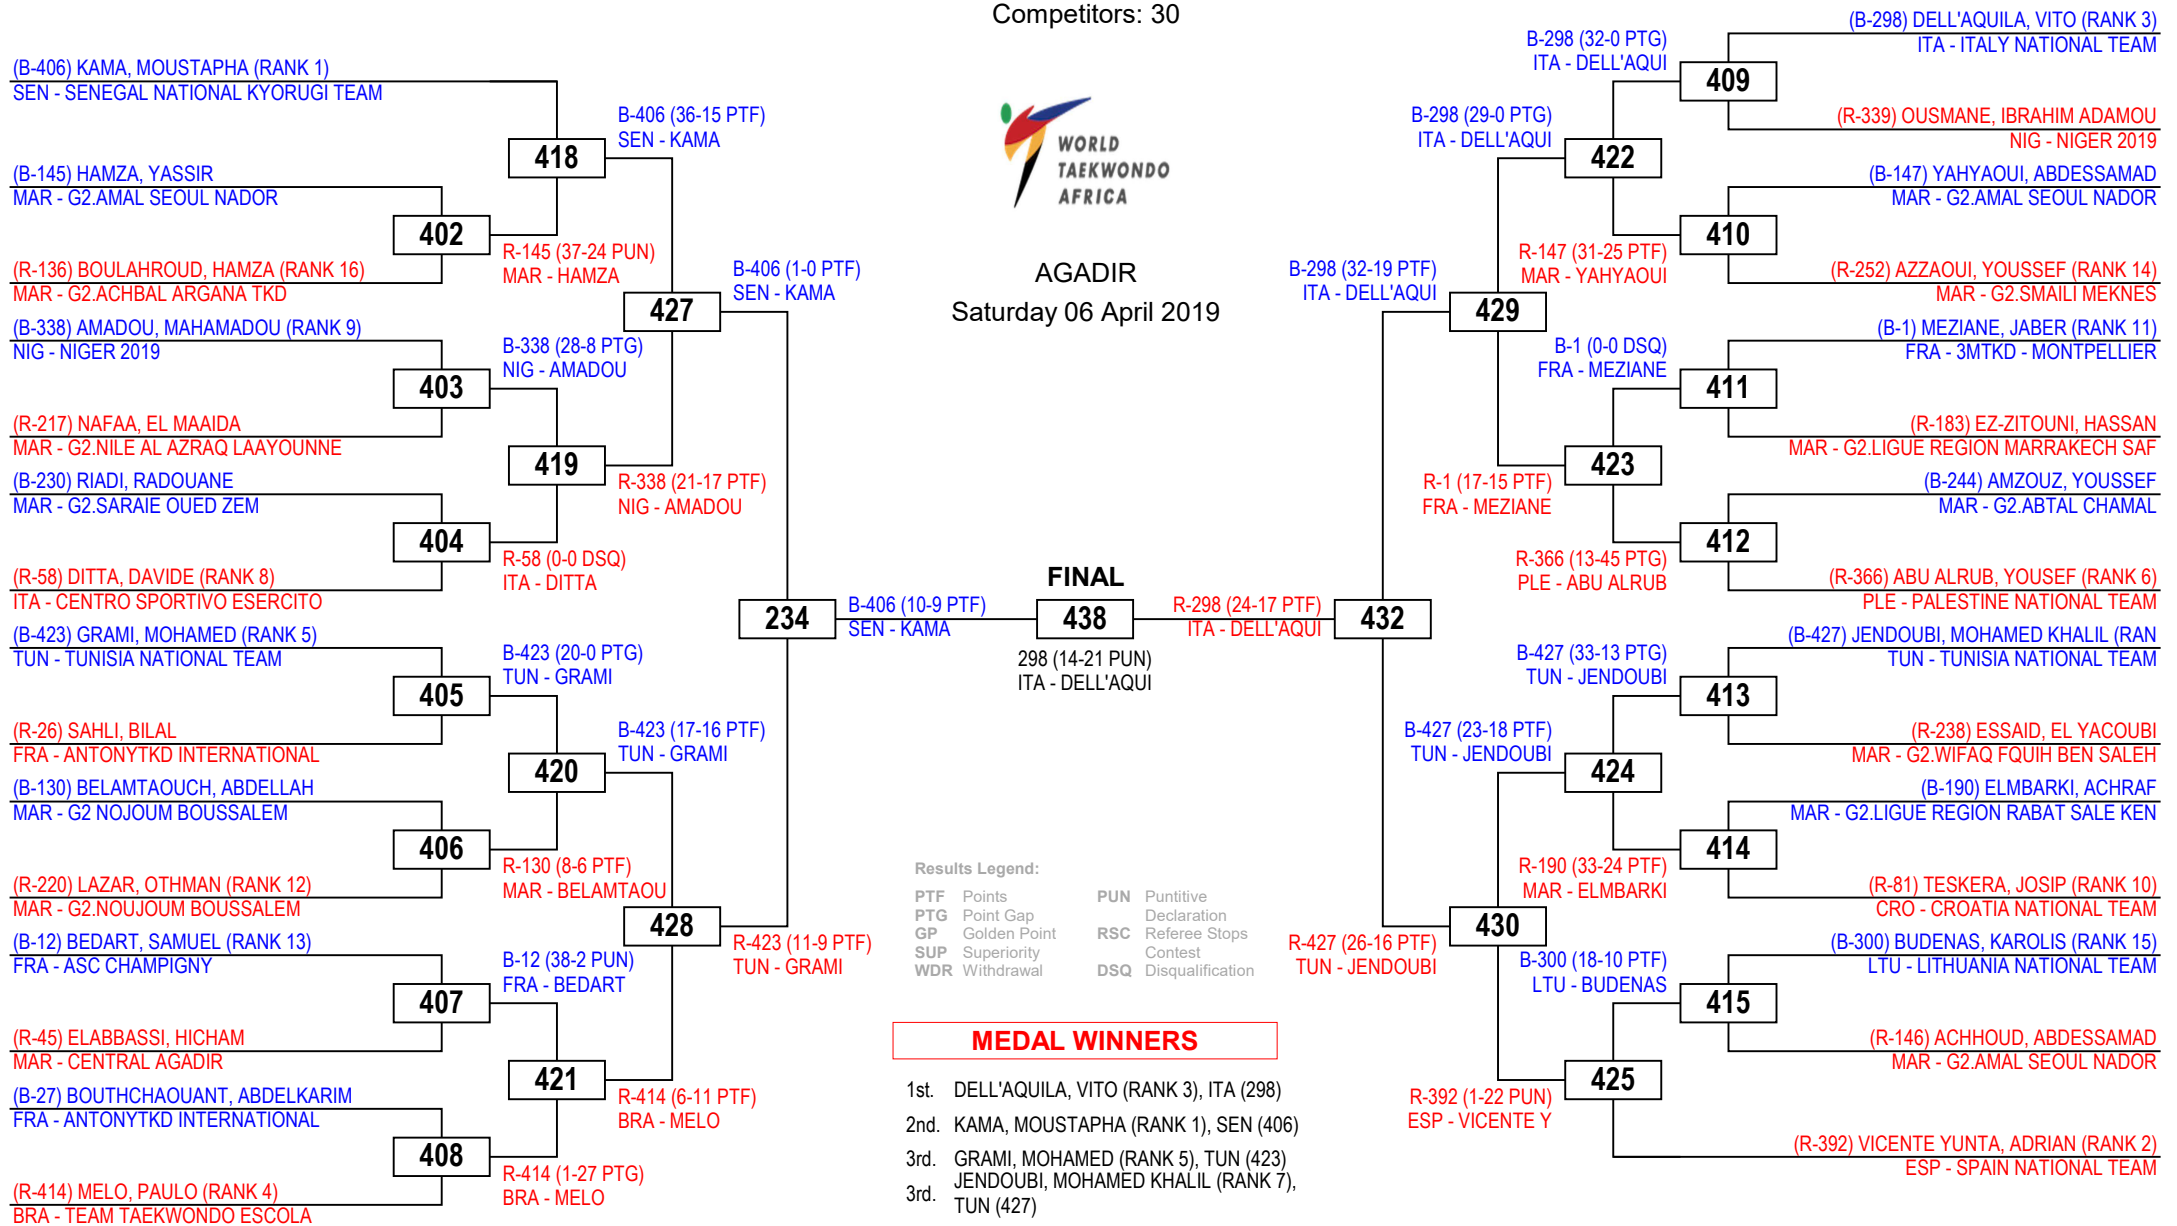 Competitors: 30
WORLD
TAEKWONDO
AFRICA
AGADIR
Saturday 06 April 2019
(B-406) KAMA, MOUSTAPHA (RANK 1)
SEN - SENEGAL NATIONAL KYORUGI TEAM
(B-145) HAMZA, YASSIR
MAR - G2.AMAL SEOUL NADOR
(R-136) BOULAHROUD, HAMZA (RANK 16)
MAR - G2.ACHBAL ARGANA TKD
(B-338) AMADOU, MAHAMADOU (RANK 9)
NIG - NIGER 2019
(R-217) NAFAA, EL MAAIDA
MAR - G2.NILE AL AZRAQ LAAYOUNNE
(B-230) RIADI, RADOUANE
MAR - G2.SARAIE OUED ZEM
(R-58) DITTA, DAVIDE (RANK 8)
ITA - CENTRO SPORTIVO ESERCITO
(B-423) GRAMI, MOHAMED (RANK 5)
TUN - TUNISIA NATIONAL TEAM
(R-26) SAHLI, BILAL
FRA - ANTONYTKD INTERNATIONAL
(B-130) BELAMTAOUCH, ABDELLAH
MAR - G2 NOJOUM BOUSSALEM
(R-220) LAZAR, OTHMAN (RANK 12)
MAR - G2.NOUJOUM BOUSSALEM
(B-12) BEDART, SAMUEL (RANK 13)
FRA - ASC CHAMPIGNY
(R-45) ELABBASSI, HICHAM
MAR - CENTRAL AGADIR
(B-27) BOUTHCHAOUANT, ABDELKARIM
FRA - ANTONYTKD INTERNATIONAL
(R-414) MELO, PAULO (RANK 4)
BRA - TEAM TAEKWONDO ESCOLA
402
403
404
405
406
407
408
R-145 (37-24 PUN)
MAR - HAMZA
B-338 (28-8 PTG)
NIG - AMADOU
R-58 (0-0 DSQ)
ITA - DITTA
B-423 (20-0 PTG)
TUN - GRAMI
R-130 (8-6 PTF)
MAR - BELAMTAOU
B-12 (38-2 PUN)
FRA - BEDART
R-414 (1-27 PTG)
BRA - MELO
418
419
420
421
B-406 (36-15 PTF)
SEN - KAMA
R-338 (21-17 PTF)
NIG - AMADOU
B-423 (17-16 PTF)
TUN - GRAMI
R-414 (6-11 PTF)
BRA - MELO
427
428
B-406 (1-0 PTF)
SEN - KAMA
R-423 (11-9 PTF)
TUN - GRAMI
234
B-406 (10-9 PTF)
SEN - KAMA
FINAL
438
298 (14-21 PUN)
ITA - DELL'AQUI
R-298 (24-17 PTF)
ITA - DELL'AQUI
432
B-298 (32-19 PTF)
ITA - DELL'AQUI
R-427 (26-16 PTF)
TUN - JENDOUBI
429
430
B-298 (29-0 PTG)
ITA - DELL'AQUI
R-1 (17-15 PTF)
FRA - MEZIANE
B-427 (23-18 PTF)
TUN - JENDOUBI
R-392 (1-22 PUN)
ESP - VICENTE Y
422
423
424
425
B-298 (32-0 PTG)
ITA - DELL'AQUI
R-147 (31-25 PTF)
MAR - YAHYAOUI
B-1 (0-0 DSQ)
FRA - MEZIANE
R-366 (13-45 PTG)
PLE - ABU ALRUB
B-427 (33-13 PTG)
TUN - JENDOUBI
R-190 (33-24 PTF)
MAR - ELMBARKI
B-300 (18-10 PTF)
LTU - BUDENAS
409
410
411
412
413
414
415
(B-298) DELL'AQUILA, VITO (RANK 3)
ITA - ITALY NATIONAL TEAM
(R-339) OUSMANE, IBRAHIM ADAMOU
NIG - NIGER 2019
(B-147) YAHYAOUI, ABDESSAMAD
MAR - G2.AMAL SEOUL NADOR
(R-252) AZZAOUI, YOUSSEF (RANK 14)
MAR - G2.SMAILI MEKNES
(B-1) MEZIANE, JABER (RANK 11)
FRA - 3MTKD - MONTPELLIER
(R-183) EZ-ZITOUNI, HASSAN
MAR - G2.LIGUE REGION MARRAKECH SAF
(B-244) AMZOUZ, YOUSSEF
MAR - G2.ABTAL CHAMAL
(R-366) ABU ALRUB, YOUSEF (RANK 6)
PLE - PALESTINE NATIONAL TEAM
(B-427) JENDOUBI, MOHAMED KHALIL (RAN
TUN - TUNISIA NATIONAL TEAM
(R-238) ESSAID, EL YACOUBI
MAR - G2.WIFAQ FQUIH BEN SALEH
(B-190) ELMBARKI, ACHRAF
MAR - G2.LIGUE REGION RABAT SALE KEN
(R-81) TESKERA, JOSIP (RANK 10)
CRO - CROATIA NATIONAL TEAM
(B-300) BUDENAS, KAROLIS (RANK 15)
LTU - LITHUANIA NATIONAL TEAM
(R-146) ACHHOUD, ABDESSAMAD
MAR - G2.AMAL SEOUL NADOR
(R-392) VICENTE YUNTA, ADRIAN (RANK 2)
ESP - SPAIN NATIONAL TEAM
Results Legend:
PTF Points
PTG Point Gap
GP Golden Point
SUP Superiority
WDR Withdrawal
PUN Puntitive
Declaration
RSC Referee Stops
Contest
DSQ Disqualification
MEDAL WINNERS
1st. DELL'AQUILA, VITO (RANK 3), ITA (298)
2nd. KAMA, MOUSTAPHA (RANK 1), SEN (406)
3rd. GRAMI, MOHAMED (RANK 5), TUN (423)
3rd. JENDOUBI, MOHAMED KHALIL (RANK 7),
TUN (427)